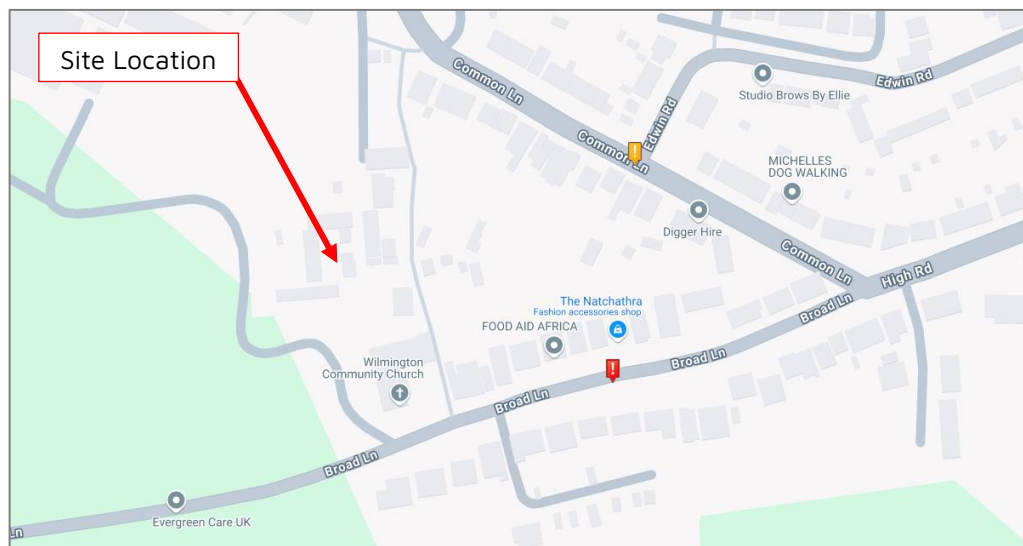 Site Location
Common Ln
Edwin Rd
Edwin Rd
Studio Brows By Ellie
Common Ln
!
MICHELLES
DOG WALKING
Digger Hire
Common Ln
High Rd
The Natchathra
Fashion accessories shop
Broad Ln
FOOD AID AFRICA
Wilmington
Community Church
!
Broad Ln
Broad Ln
Broad Ln
Evergreen Care UK
Ln